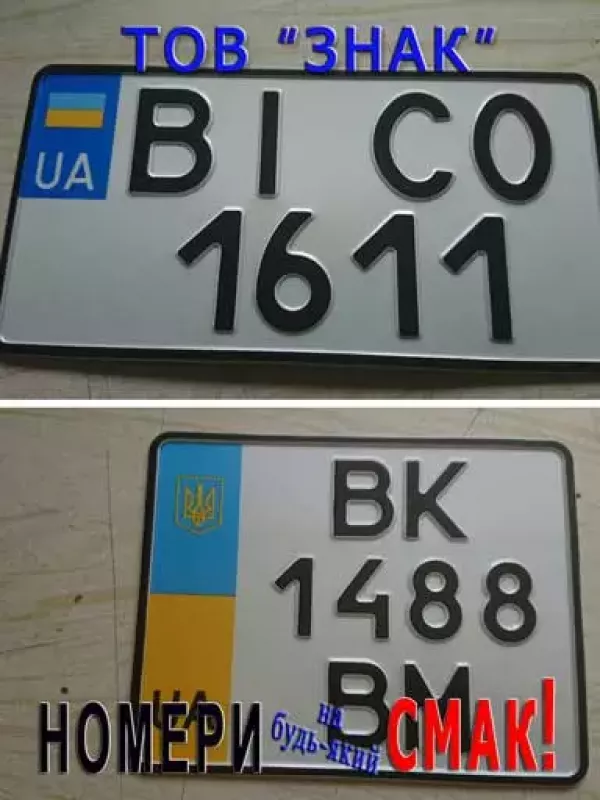 ТОВ "ЗНАК"
BI CO
UA
1611
BK
1488
BM
UA
НОМЕРИ на будь-який СМАК!